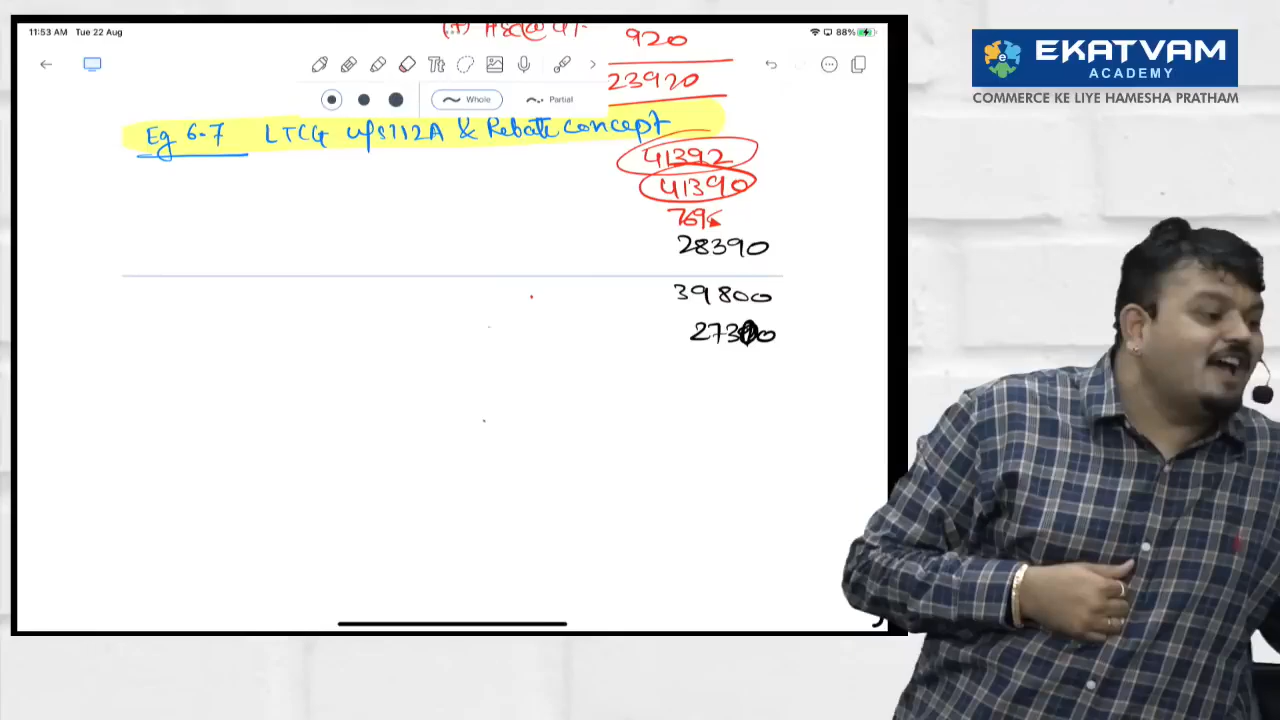 11:53 AM Tue 22 Aug
88%
920
23920
Whole
Partial
Eg 6.7 LTCG u/s 112A & Rebate concept
41392
41390
28390
39800
27300
EKATVAM
ACADEMY
COMMERCE KE LIYE HAMESHA PRATHAM